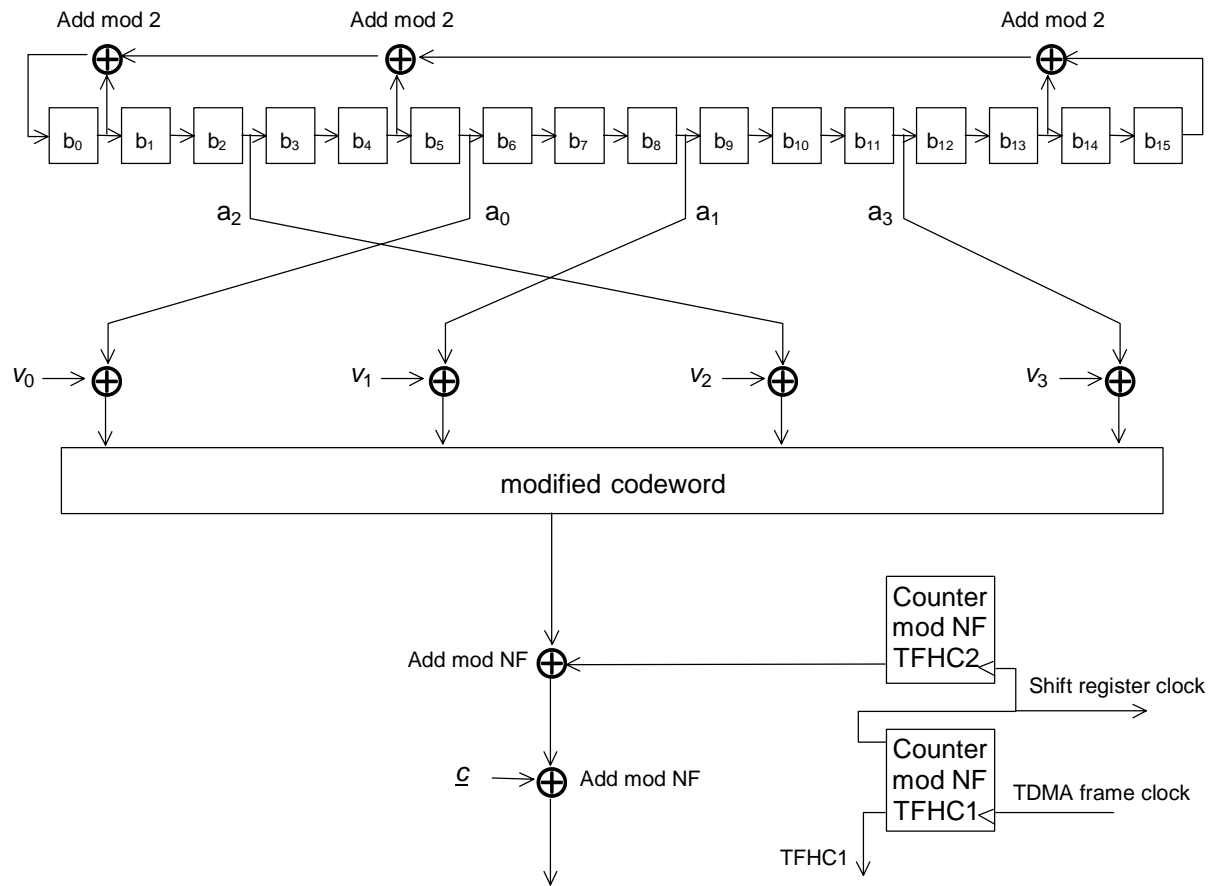 Add mod 2
Add mod 2
Add mod 2
b₀ b₁ b₂ b₃ b₄ b₅ b₆ b₇ b₈ b₉ b₁₀ b₁₁ b₁₂ b₁₃ b₁₄ b₁₅
a₂ a₀ a₁ a₃
v₀ v₁ v₂ v₃
modified codeword
Counter
mod NF
TFHC2
Add mod NF
Shift register clock
Counter
mod NF
TFHC1
c
Add mod NF
TDMA frame clock
TFHC1